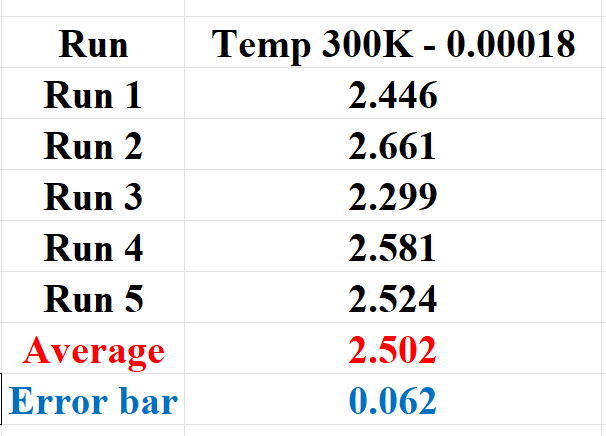 Run Temp 300K - 0.00018
Run 1 2.446
Run 2 2.661
Run 3 2.299
Run 4 2.581
Run 5 2.524
Average 2.502
Error bar 0.062